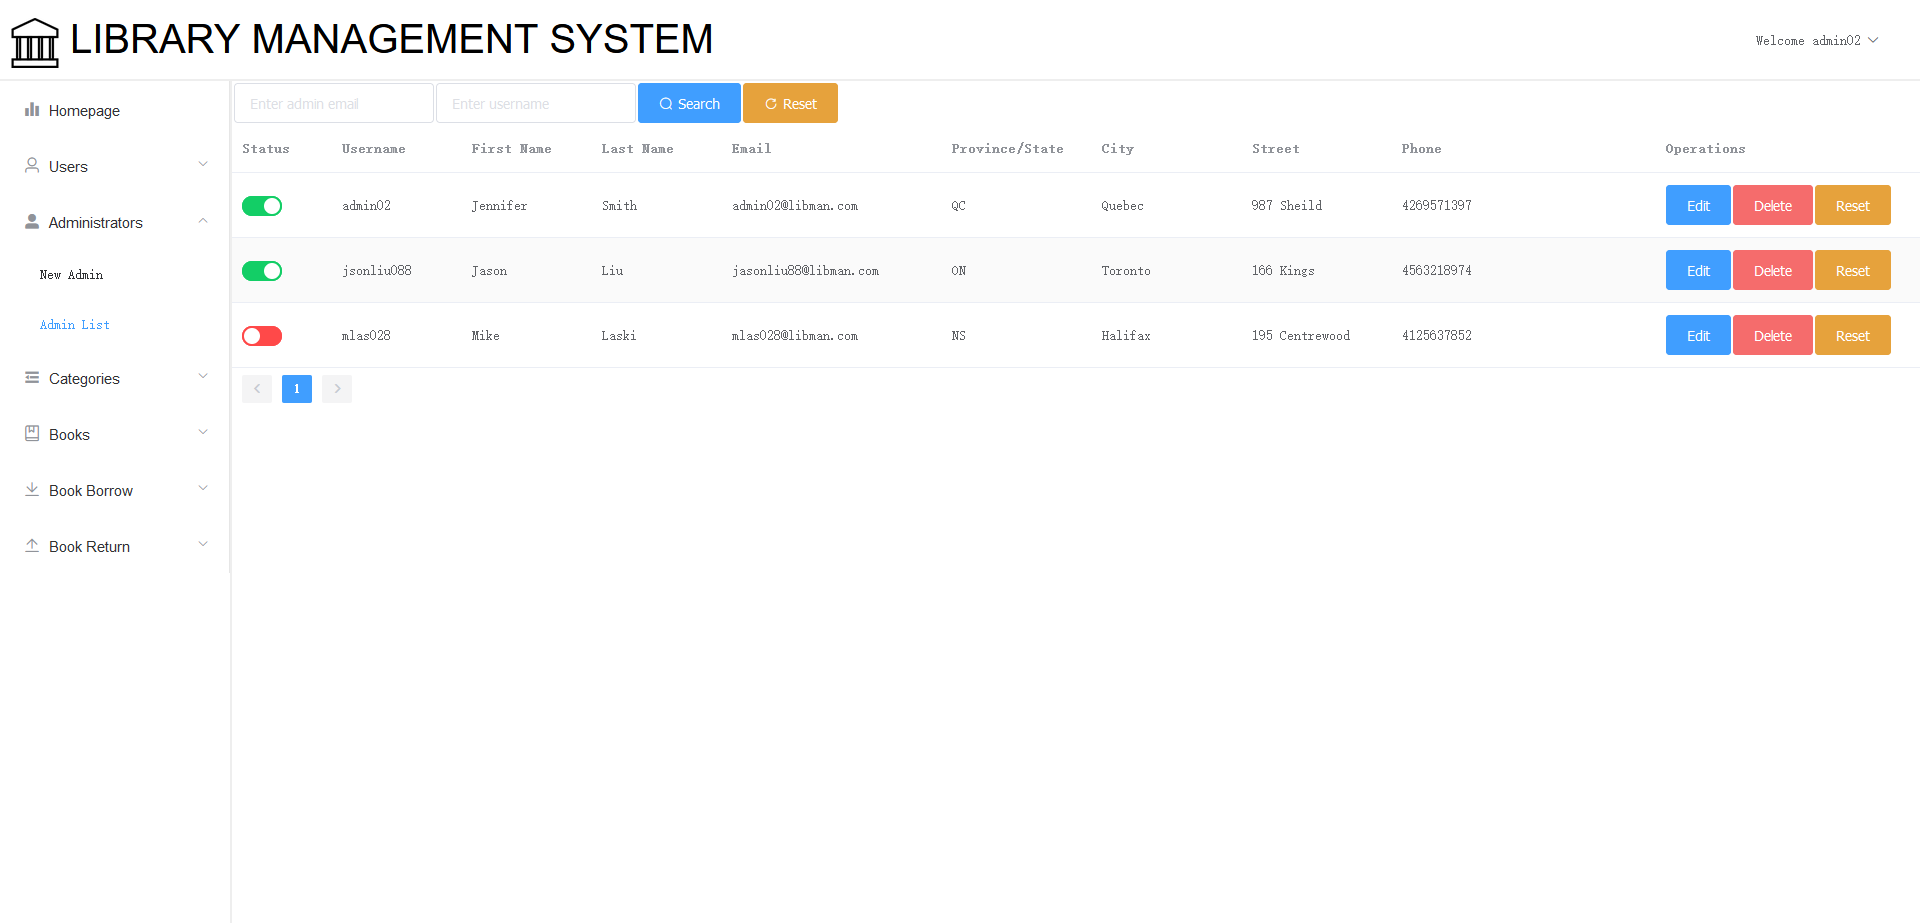 LIBRARY MANAGEMENT SYSTEM
Welcome admin02
Homepage
Users
Administrators
New Admin
Admin List
Categories
Books
Book Borrow
Book Return
Enter admin email Enter username Search Reset
Status Username First Name Last Name Email Province/State City Street Phone Operations
admin02 Jennifer Smith admin02@libman.com QC Quebec 987 Sheild 4269571397 Edit Delete Reset
jsonliu088 Jason Liu jasonliu88@libman.com ON Toronto 166 Kings 4563218974 Edit Delete Reset
mlas028 Mike Laski mlas028@libman.com NS Halifax 195 Centrewood 4125637852 Edit Delete Reset
1